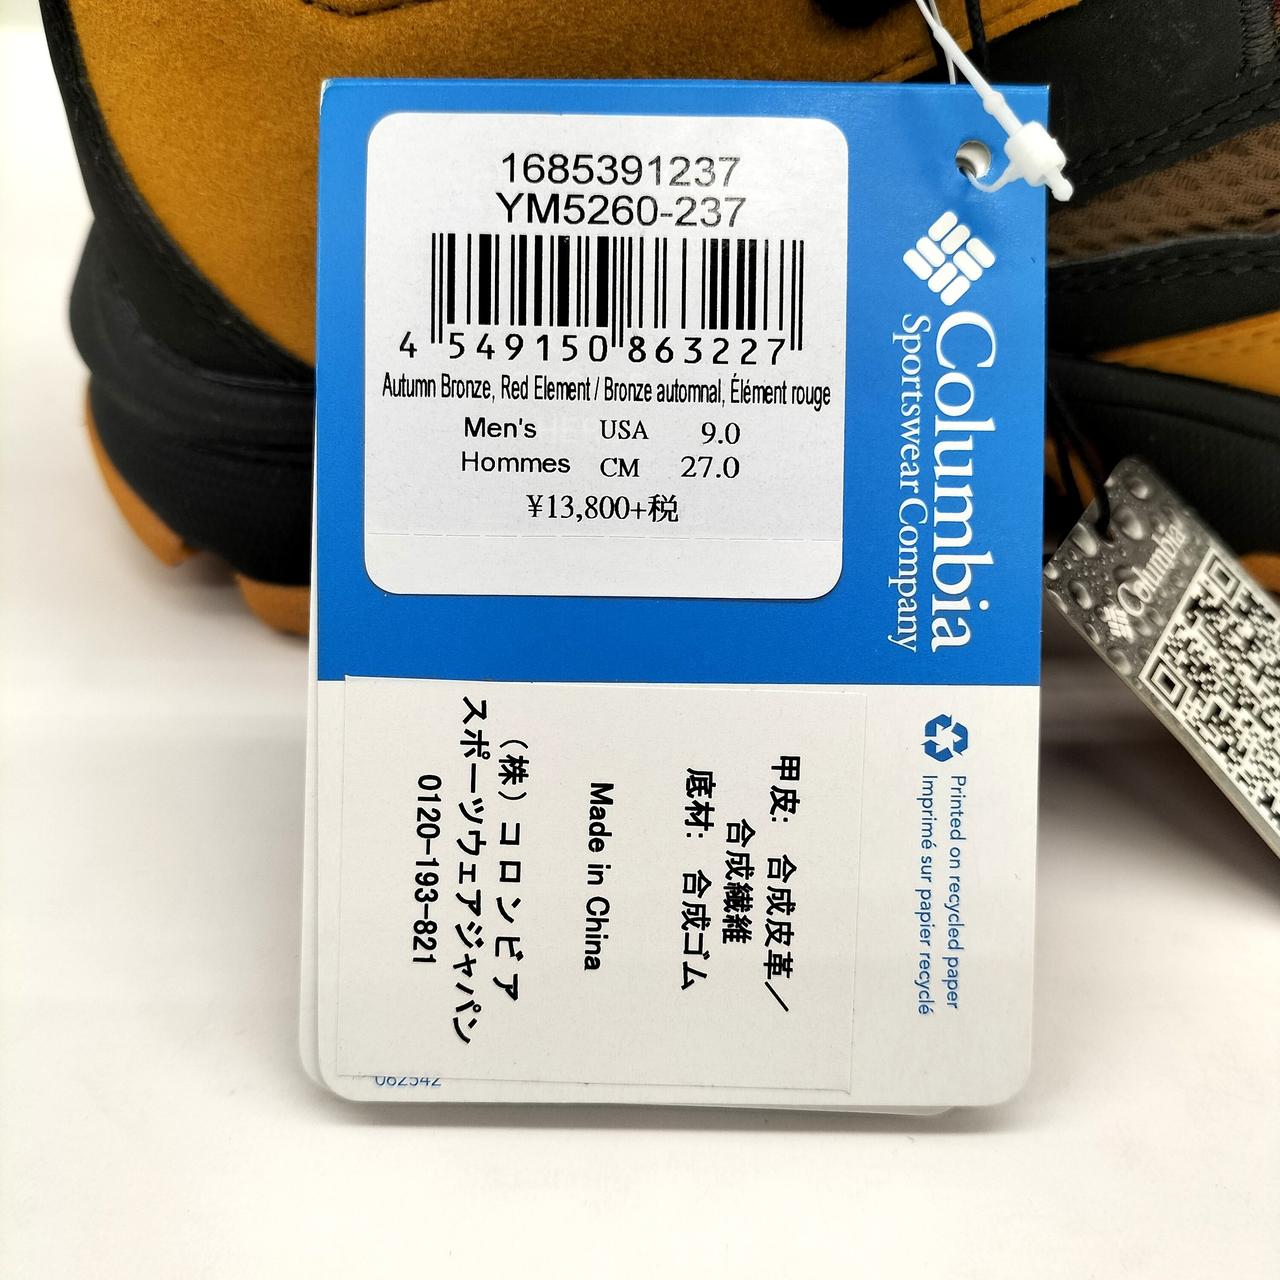 1685391237
YM5260-237
4 549150 863227
Autumn Bronze, Red Element / Bronze automnal, Élément rouge
Men's USA 9.0
Hommes CM 27.0
¥13,800+税
Columbia
Sportswear Company
Printed on recycled paper
Imprimé sur papier recyclé
甲皮: 合成皮革/
合成繊維
底材: 合成ゴム
Made in China
(株)コロンビア
スポーツウェアジャパン
0120-193-821
082542
Columbia